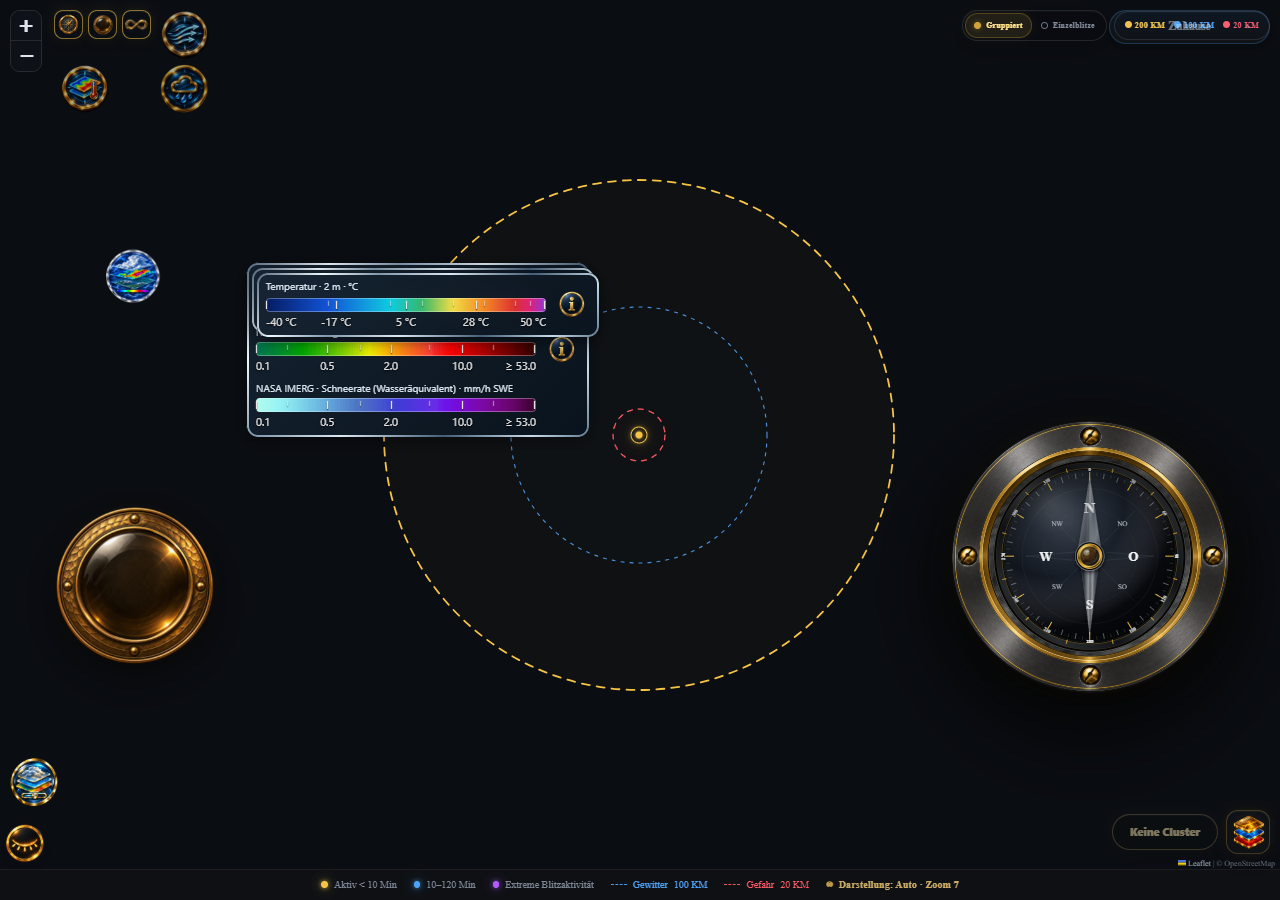 +
−
Gruppiert
Einzelblitze
200 KM
100 KM
20 KM
Temperatur · 2 m · °C
-40 °C -17 °C 5 °C 28 °C 50 °C
0.1 0.5 2.0 10.0 ≥ 53.0
NASA IMERG · Schneerate (Wasseräquivalent) · mm/h SWE
0.1 0.5 2.0 10.0 ≥ 53.0
N
NW NO
W O
SW SO
S
Keine Cluster
Leaflet | © OpenStreetMap
Aktiv < 10 Min 10–120 Min Extreme Blitzaktivität Gewitter 100 KM Gefahr 20 KM Darstellung: Auto · Zoom 7